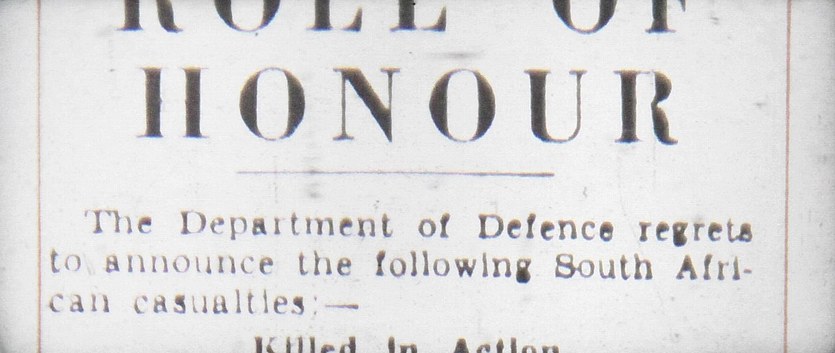 ROLL OF
HONOUR
The Department of Defence regrets
to announce the following South Afri-
can casualties:—
Killed in Action